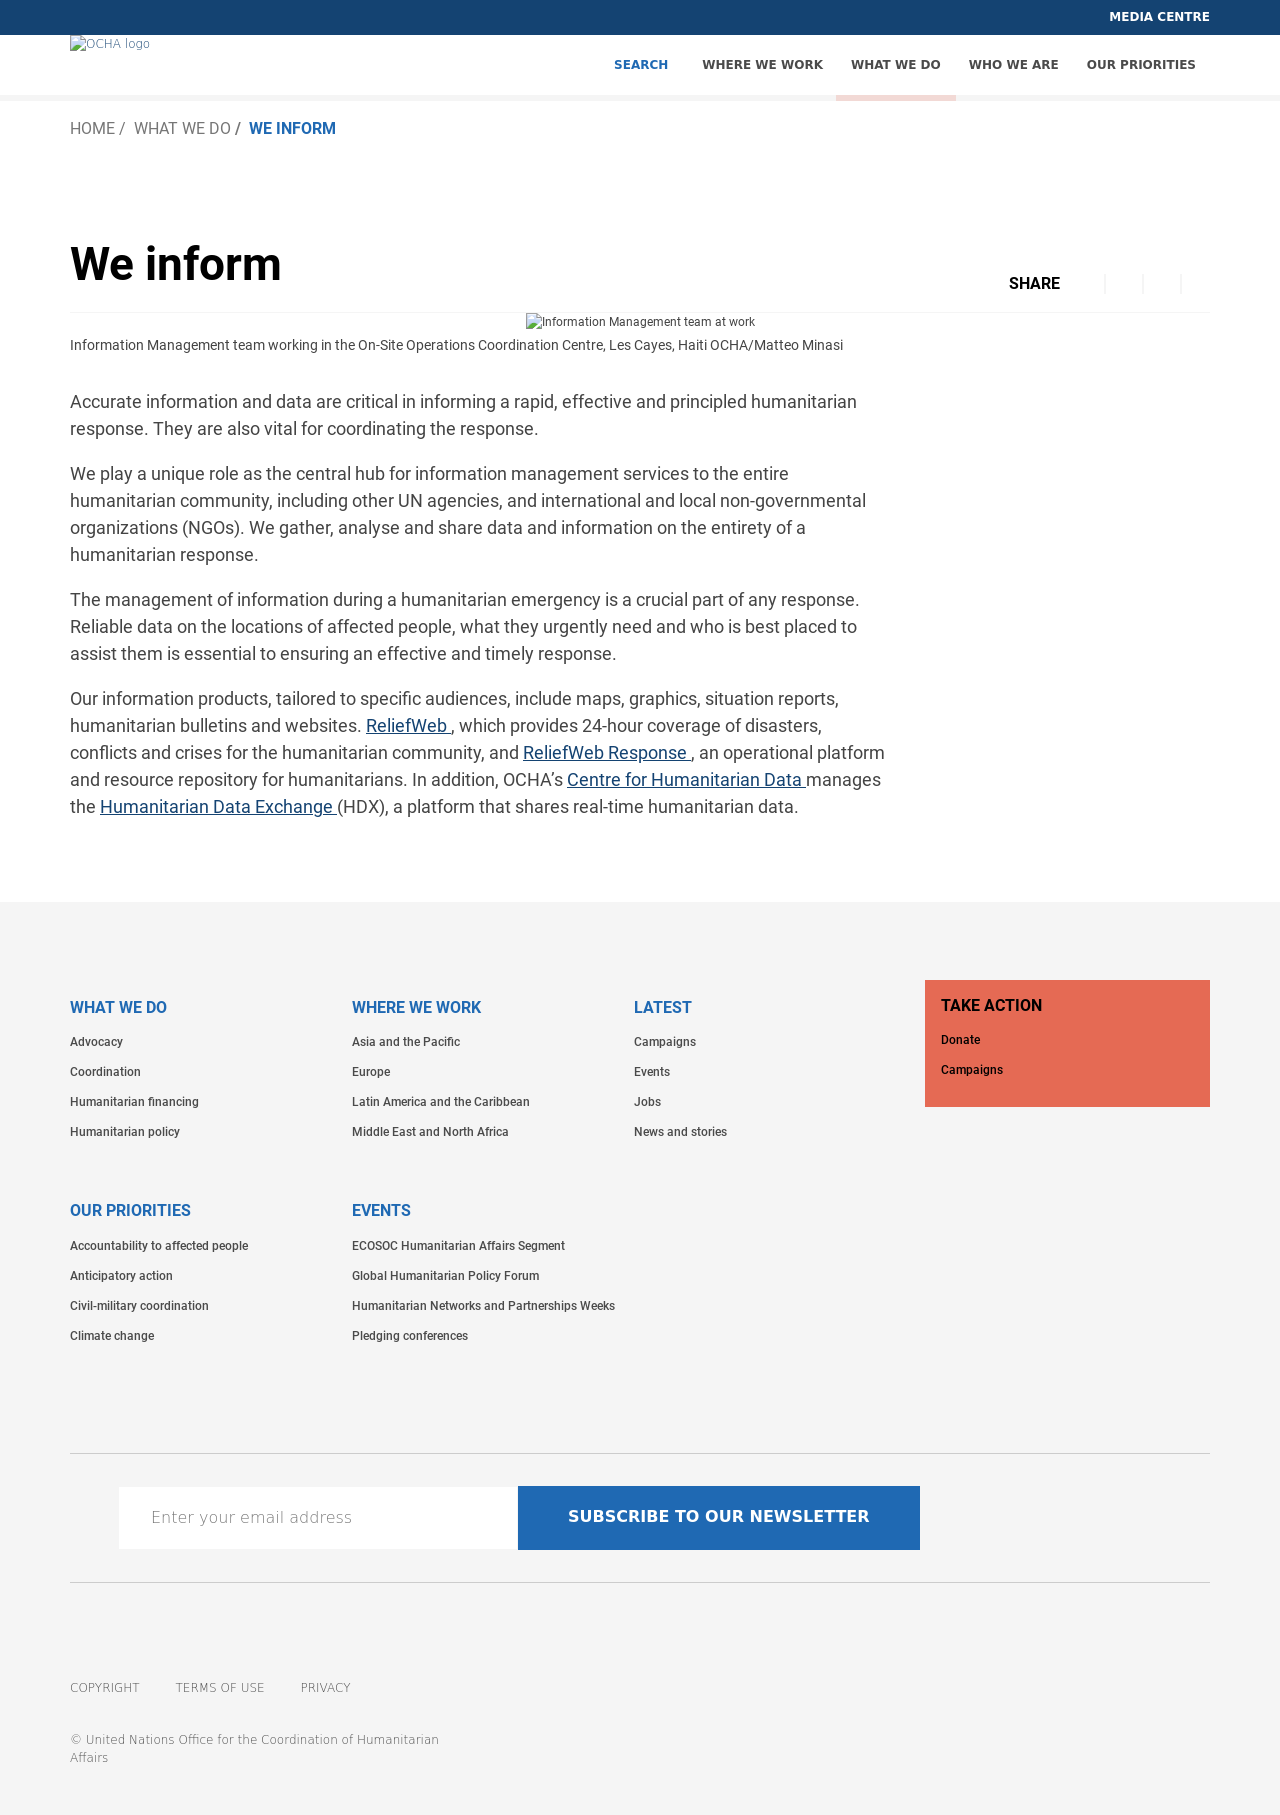 MEDIA CENTRE
OCHA logo
SEARCH WHERE WE WORK WHAT WE DO WHO WE ARE OUR PRIORITIES
HOME / WHAT WE DO / WE INFORM
We inform
SHARE
Information Management team at work
Information Management team working in the On-Site Operations Coordination Centre, Les Cayes, Haiti OCHA/Matteo Minasi
Accurate information and data are critical in informing a rapid, effective and principled humanitarian
response. They are also vital for coordinating the response.
We play a unique role as the central hub for information management services to the entire
humanitarian community, including other UN agencies, and international and local non-governmental
organizations (NGOs). We gather, analyse and share data and information on the entirety of a
humanitarian response.
The management of information during a humanitarian emergency is a crucial part of any response.
Reliable data on the locations of affected people, what they urgently need and who is best placed to
assist them is essential to ensuring an effective and timely response.
Our information products, tailored to specific audiences, include maps, graphics, situation reports,
humanitarian bulletins and websites. ReliefWeb , which provides 24-hour coverage of disasters,
conflicts and crises for the humanitarian community, and ReliefWeb Response , an operational platform
and resource repository for humanitarians. In addition, OCHA’s Centre for Humanitarian Data manages
the Humanitarian Data Exchange (HDX), a platform that shares real-time humanitarian data.
WHAT WE DO
Advocacy
Coordination
Humanitarian financing
Humanitarian policy
WHERE WE WORK
Asia and the Pacific
Europe
Latin America and the Caribbean
Middle East and North Africa
LATEST
Campaigns
Events
Jobs
News and stories
TAKE ACTION
Donate
Campaigns
OUR PRIORITIES
Accountability to affected people
Anticipatory action
Civil-military coordination
Climate change
EVENTS
ECOSOC Humanitarian Affairs Segment
Global Humanitarian Policy Forum
Humanitarian Networks and Partnerships Weeks
Pledging conferences
Enter your email address
SUBSCRIBE TO OUR NEWSLETTER
COPYRIGHT TERMS OF USE PRIVACY
© United Nations Office for the Coordination of Humanitarian
Affairs